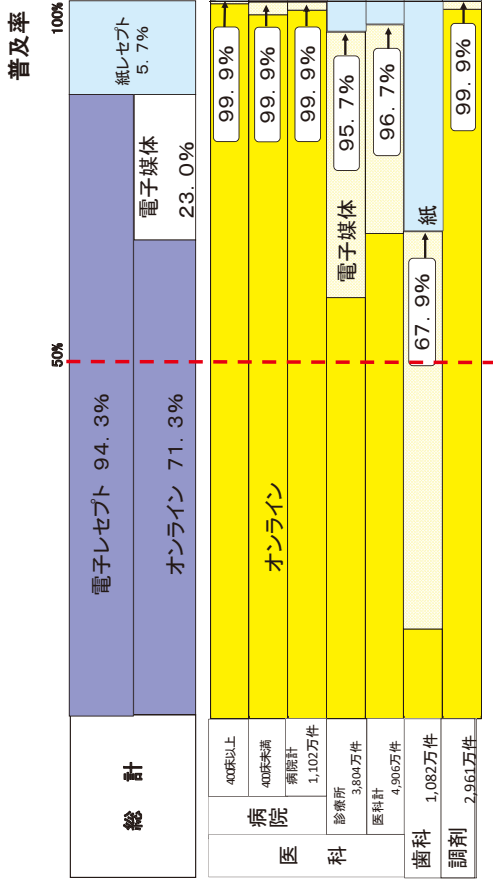 普及率
50%
100%
総 計
電子レセプト 94.3%
紙レセプト
5.7%
オンライン 71.3%
電子媒体
23.0%
医 科
病院
400床以上
99.9%
400床未満
オンライン
99.9%
病院計
1,102万件
99.9%
診療所
3,804万件
電子媒体
95.7%
医科計
4,906万件
96.7%
歯科
1,082万件
67.9%
紙
調剤
2,961万件
99.9%